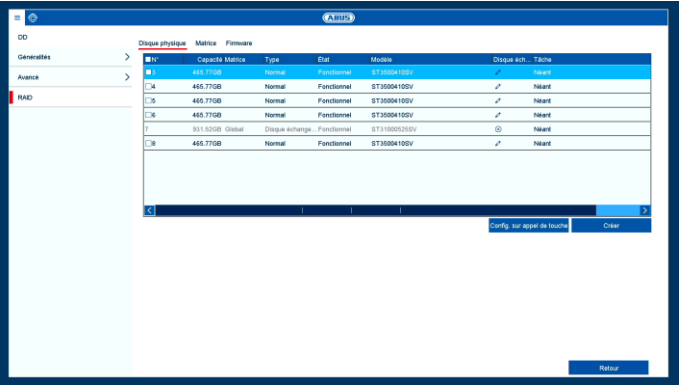 ABUS
DD
Généralités
Avancé
RAID
Disque physique Matrice Firmware
N° Capacité Matrice Type État Modèle Disque éch... Tâche
3 465.77GB Normal Fonctionnel ST3500410SV Néant
4 465.77GB Normal Fonctionnel ST3500410SV Néant
5 465.77GB Normal Fonctionnel ST3500410SV Néant
6 465.77GB Normal Fonctionnel ST3500410SV Néant
7 931.52GB Global Disque échange... Fonctionnel ST31000525SV Néant
8 465.77GB Normal Fonctionnel ST3500410SV Néant
Config. sur appel de touche Créer
Retour